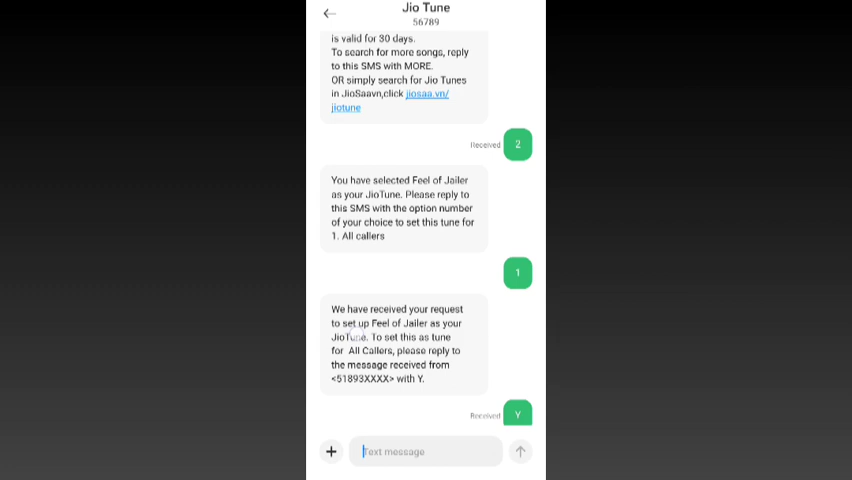 Jio Tune
56789
is valid for 30 days.
To search for more songs, reply
to this SMS with MORE.
OR simply search for Jio Tunes
in JioSaavn,click jiosaa.vn/
jiotune
Received 2
You have selected Feel of Jailer
as your JioTune. Please reply to
this SMS with the option number
of your choice to set this tune for
1. All callers
1
We have received your request
to set up Feel of Jailer as your
JioTune. To set this as tune
for All Callers, please reply to
the message received from
<51893XXXX> with Y.
Received Y
Text message